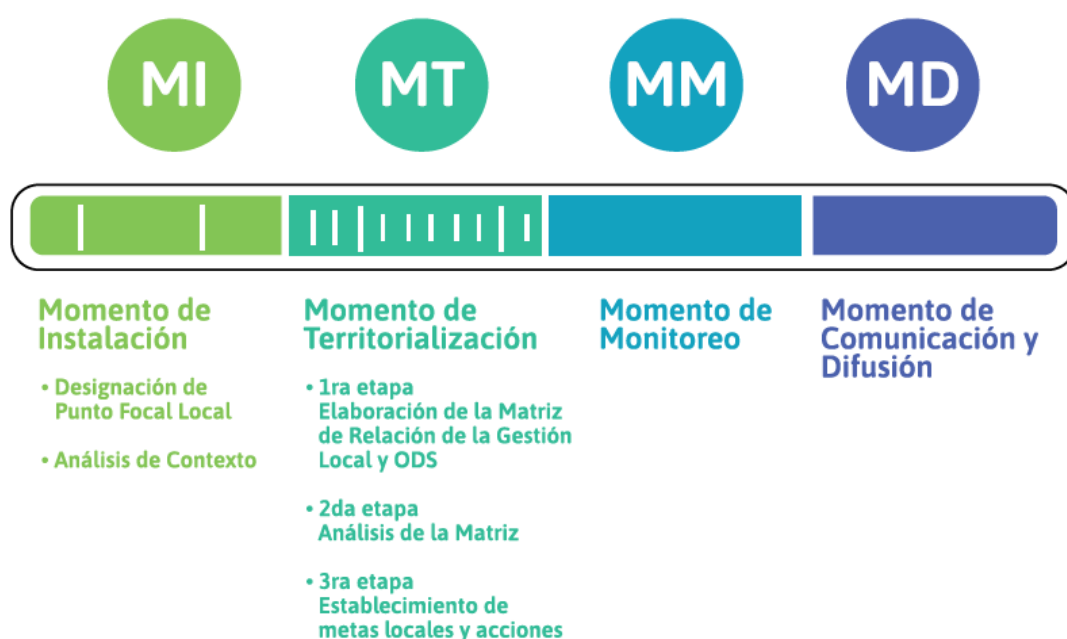 MI
MT
MM
MD
Momento de
Instalación
• Designación de
Punto Focal Local
• Análisis de Contexto
Momento de
Territorialización
• 1ra etapa
Elaboración de la Matriz
de Relación de la Gestión
Local y ODS
• 2da etapa
Análisis de la Matriz
• 3ra etapa
Establecimiento de
metas locales y acciones
Momento de
Monitoreo
Momento de
Comunicación y
Difusión